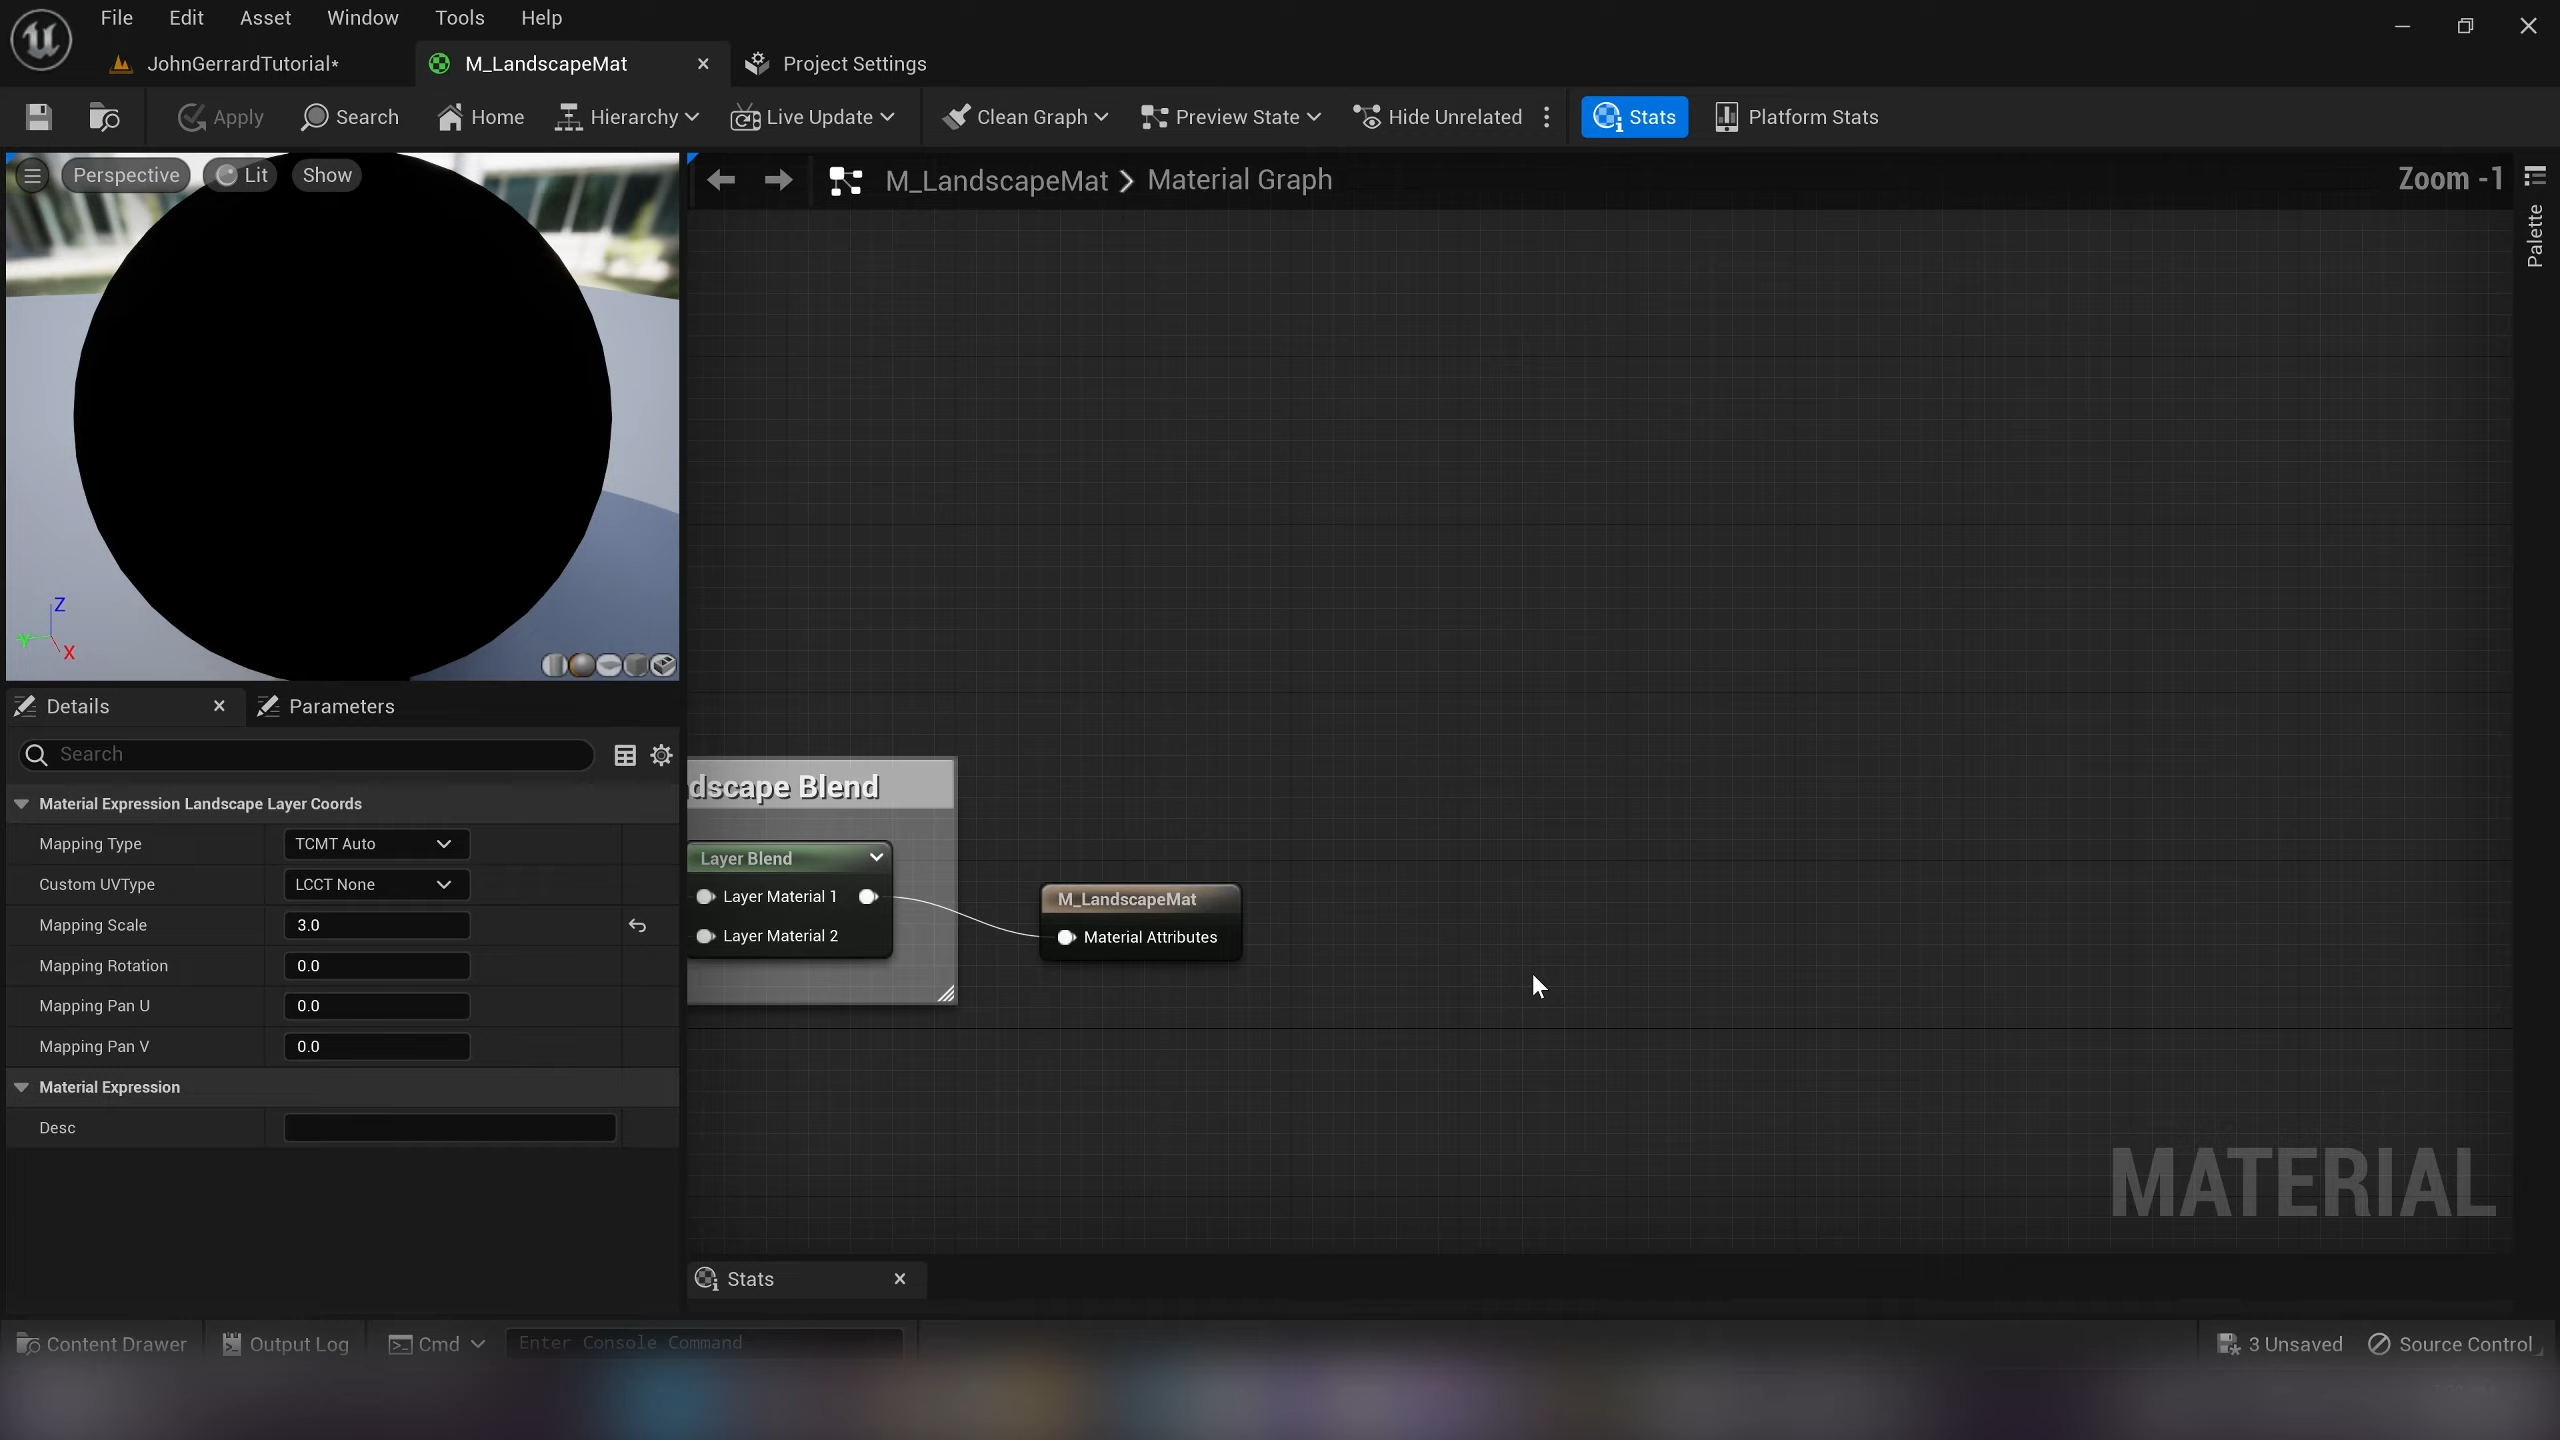 File Edit Asset Window Tools Help
JohnGerrardTutorial*
M_LandscapeMat
Project Settings
Apply Search Home Hierarchy Live Update Clean Graph Preview State Hide Unrelated Stats Platform Stats
Perspective Lit Show
M_LandscapeMat > Material Graph
Zoom -1
Palette
Z
Y
X
Details
Parameters
Search
Material Expression Landscape Layer Coords
Mapping Type TCMT Auto
Custom UVType LCCT None
Mapping Scale 3.0
Mapping Rotation 0.0
Mapping Pan U 0.0
Mapping Pan V 0.0
Material Expression
Desc
dscape Blend
Layer Blend
Layer Material 1
Layer Material 2
M_LandscapeMat
Material Attributes
MATERIAL
Stats
Content Drawer Output Log Cmd Enter Console Command
3 Unsaved Source Control